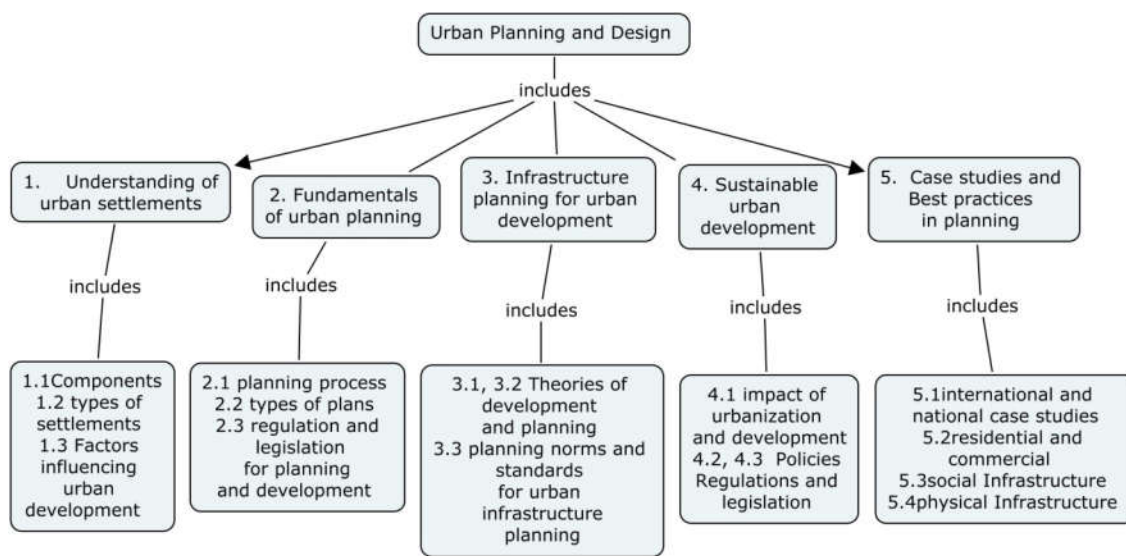 Urban Planning and Design
includes
1. Understanding of
urban settlements
2. Fundamentals
of urban planning
3. Infrastructure
planning for urban
development
4. Sustainable
urban
development
5. Case studies and
Best practices
in planning
includes
includes
includes
includes
includes
1.1Components
1.2 types of
settlements
1.3 Factors
influencing
urban
development
2.1 planning process
2.2 types of plans
2.3 regulation and
legislation
for planning
and development
3.1, 3.2 Theories of
development
and planning
3.3 planning norms and
standards
for urban
infrastructure
planning
4.1 impact of
urbanization
and development
4.2, 4.3 Policies
Regulations and
legislation
5.1international and
national case studies
5.2residential and
commercial
5.3social Infrastructure
5.4physical Infrastructure